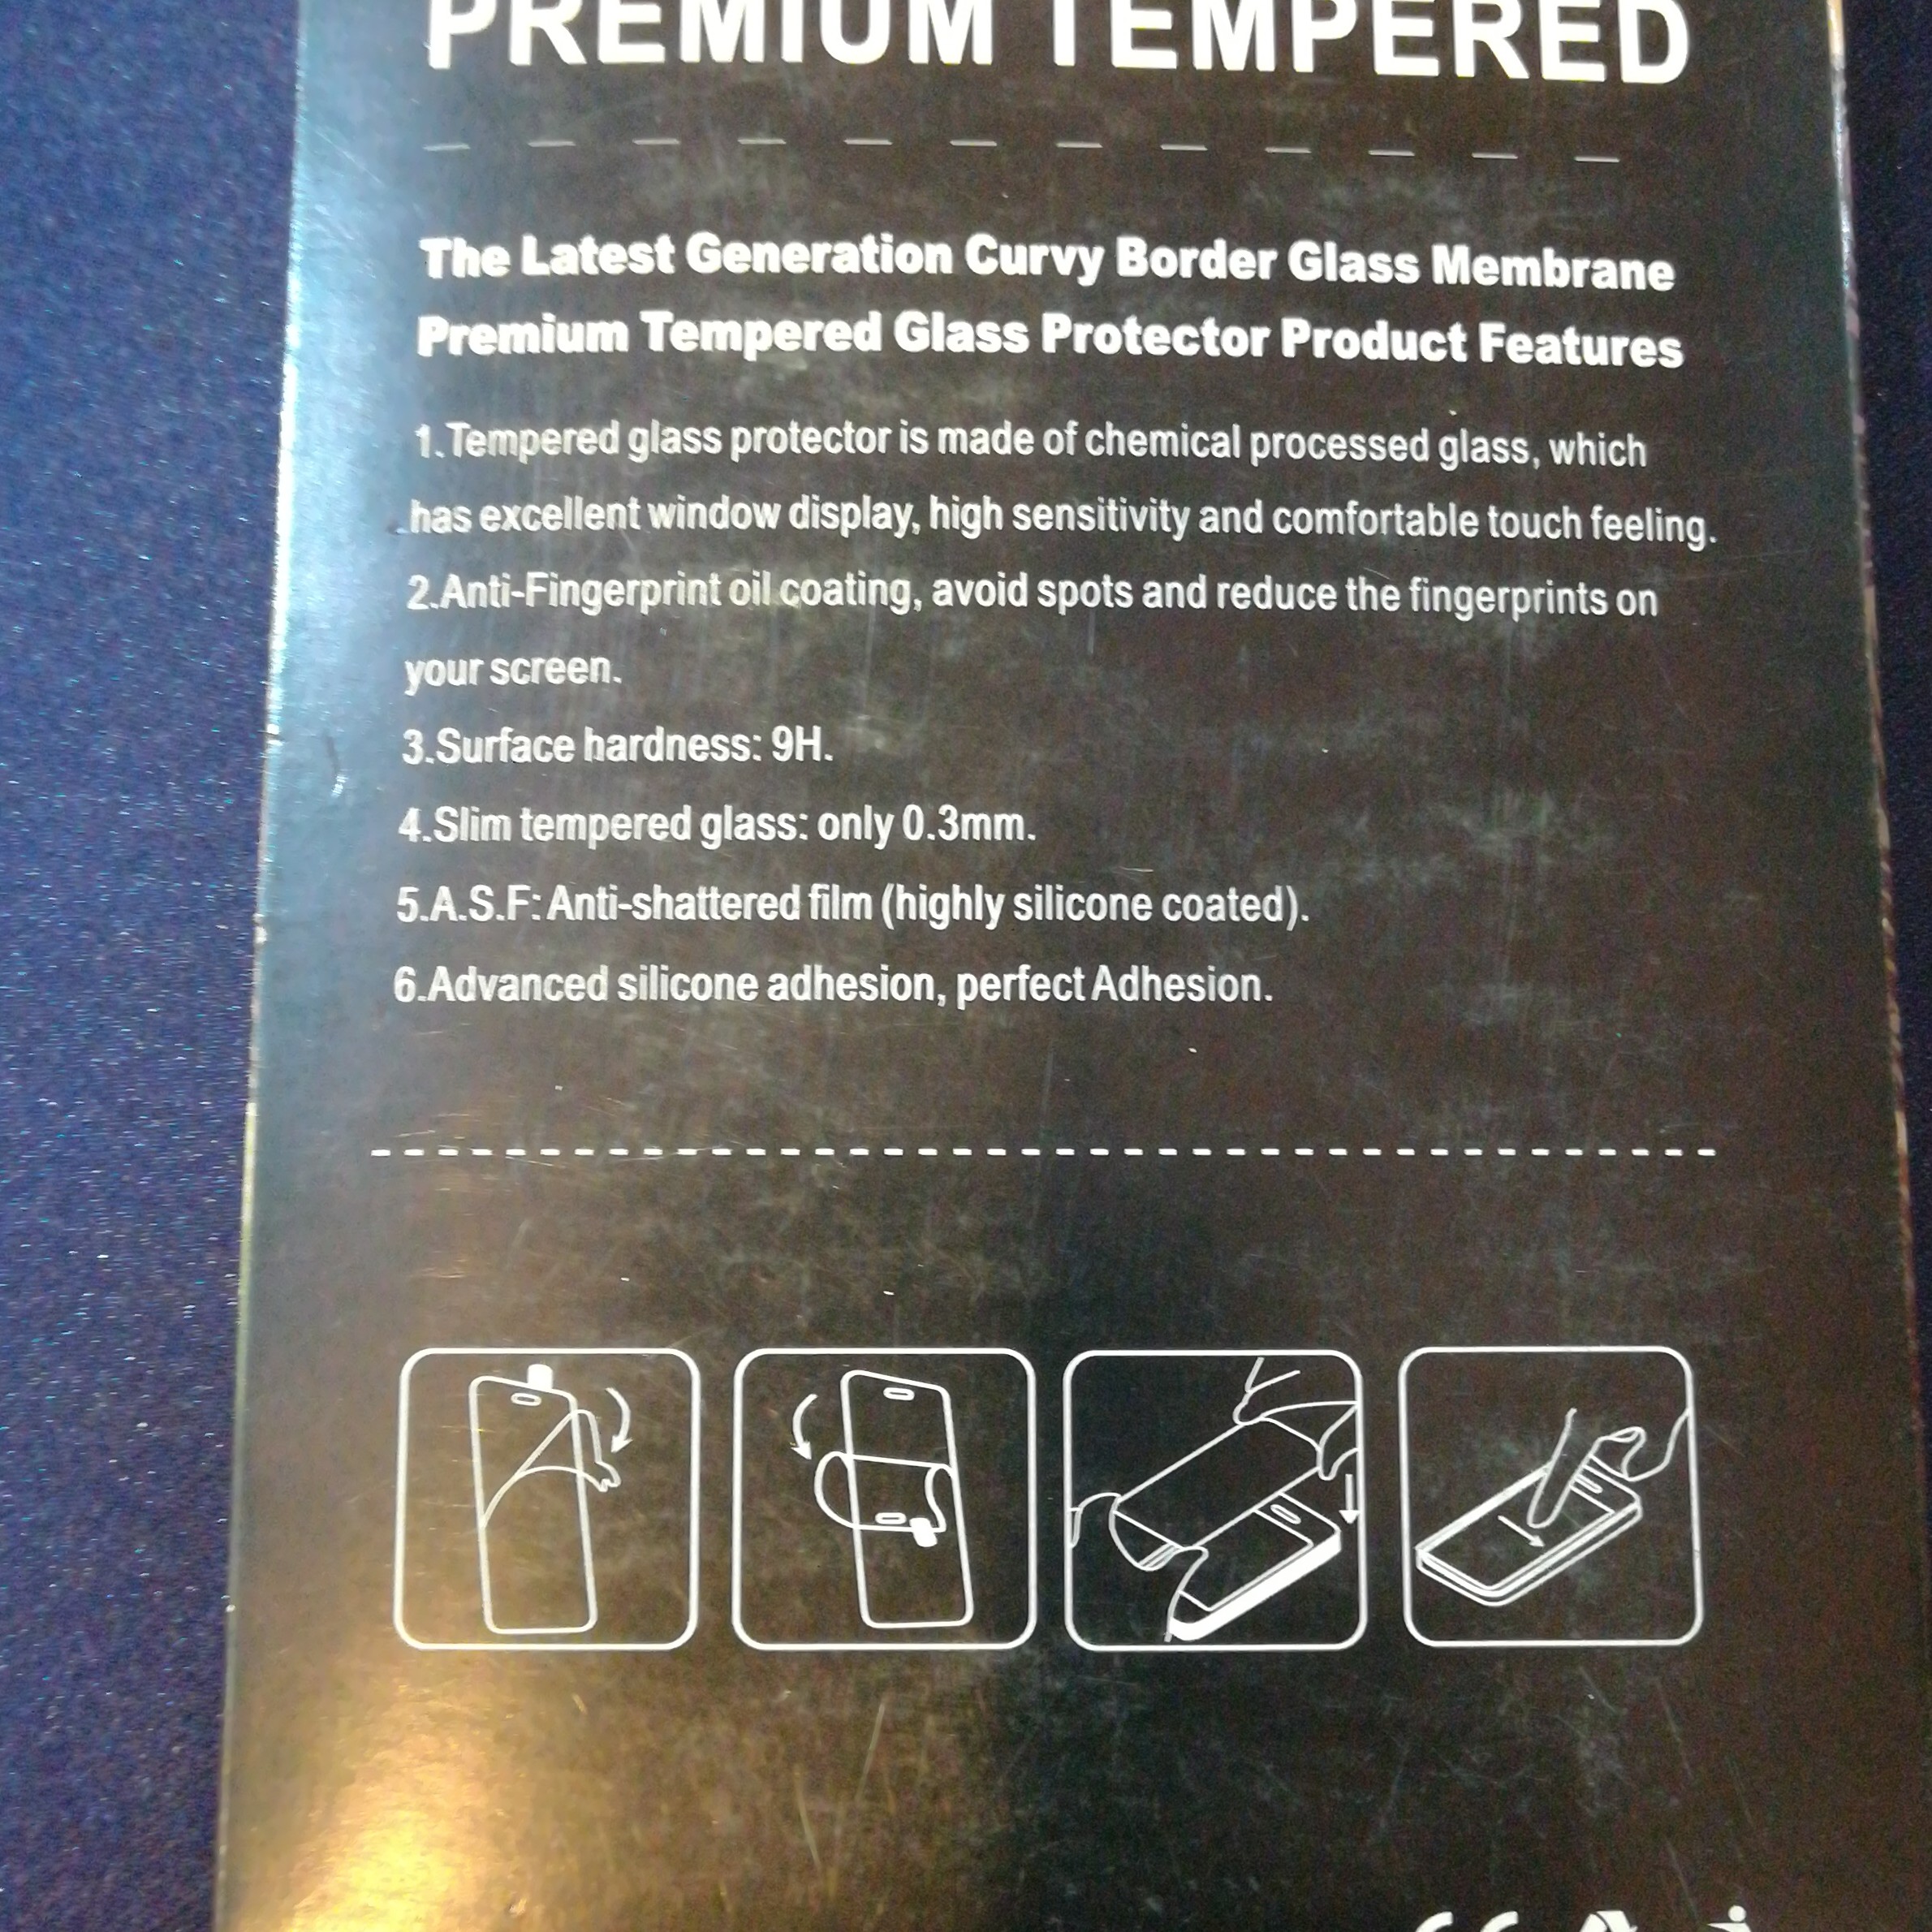 PREMIUM TEMPERED
The Latest Generation Curvy Border Glass Membrane
Premium Tempered Glass Protector Product Features
1.Tempered glass protector is made of chemical processed glass, which
has excellent window display, high sensitivity and comfortable touch feeling.
2.Anti-Fingerprint oil coating, avoid spots and reduce the fingerprints on
your screen.
3.Surface hardness: 9H.
4.Slim tempered glass: only 0.3mm.
5.A.S.F: Anti-shattered film (highly silicone coated).
6.Advanced silicone adhesion, perfect Adhesion.